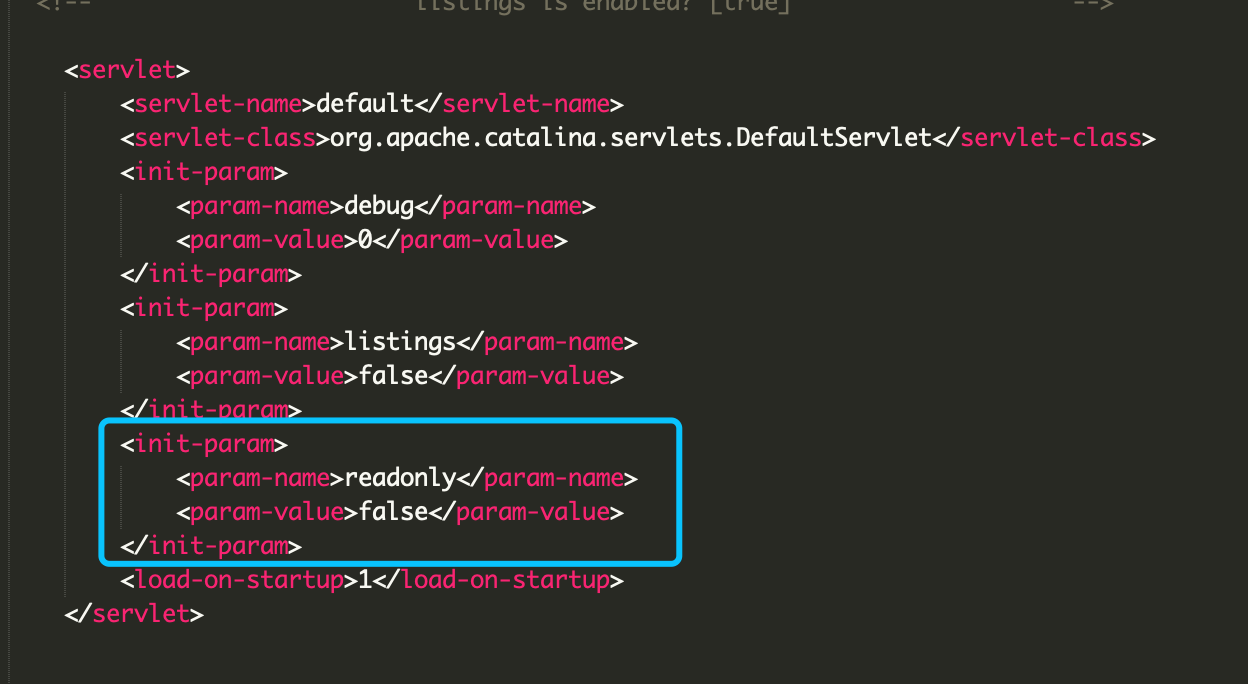 <!-- listings is enabled? [true] -->
<servlet>
<servlet-name>default</servlet-name>
<servlet-class>org.apache.catalina.servlets.DefaultServlet</servlet-class>
<init-param>
<param-name>debug</param-name>
<param-value>0</param-value>
</init-param>
<init-param>
<param-name>listings</param-name>
<param-value>false</param-value>
</init-param>
<init-param>
<param-name>readonly</param-name>
<param-value>false</param-value>
</init-param>
<load-on-startup>1</load-on-startup>
</servlet>